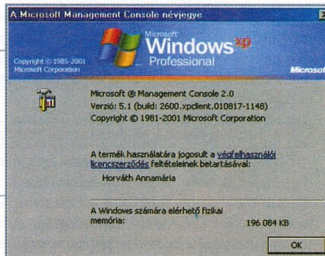 A Microsoft Management Console névjegye
Microsoft
Windows xp
Professional
Copyright © 1985-2001
Microsoft Corporation
Microsoft
Microsoft ® Management Console 2.0
Verzió: 5.1 (build: 2600.xpclient.010817-1148)
Copyright © 1981-2001 Microsoft Corporation
A termék használatára jogosult a végfelhasználói
licencszerződés feltételeinek betartásával:
Horváth Annamária
A Windows számára elérhető fizikai
memória:
196 084 KB
OK